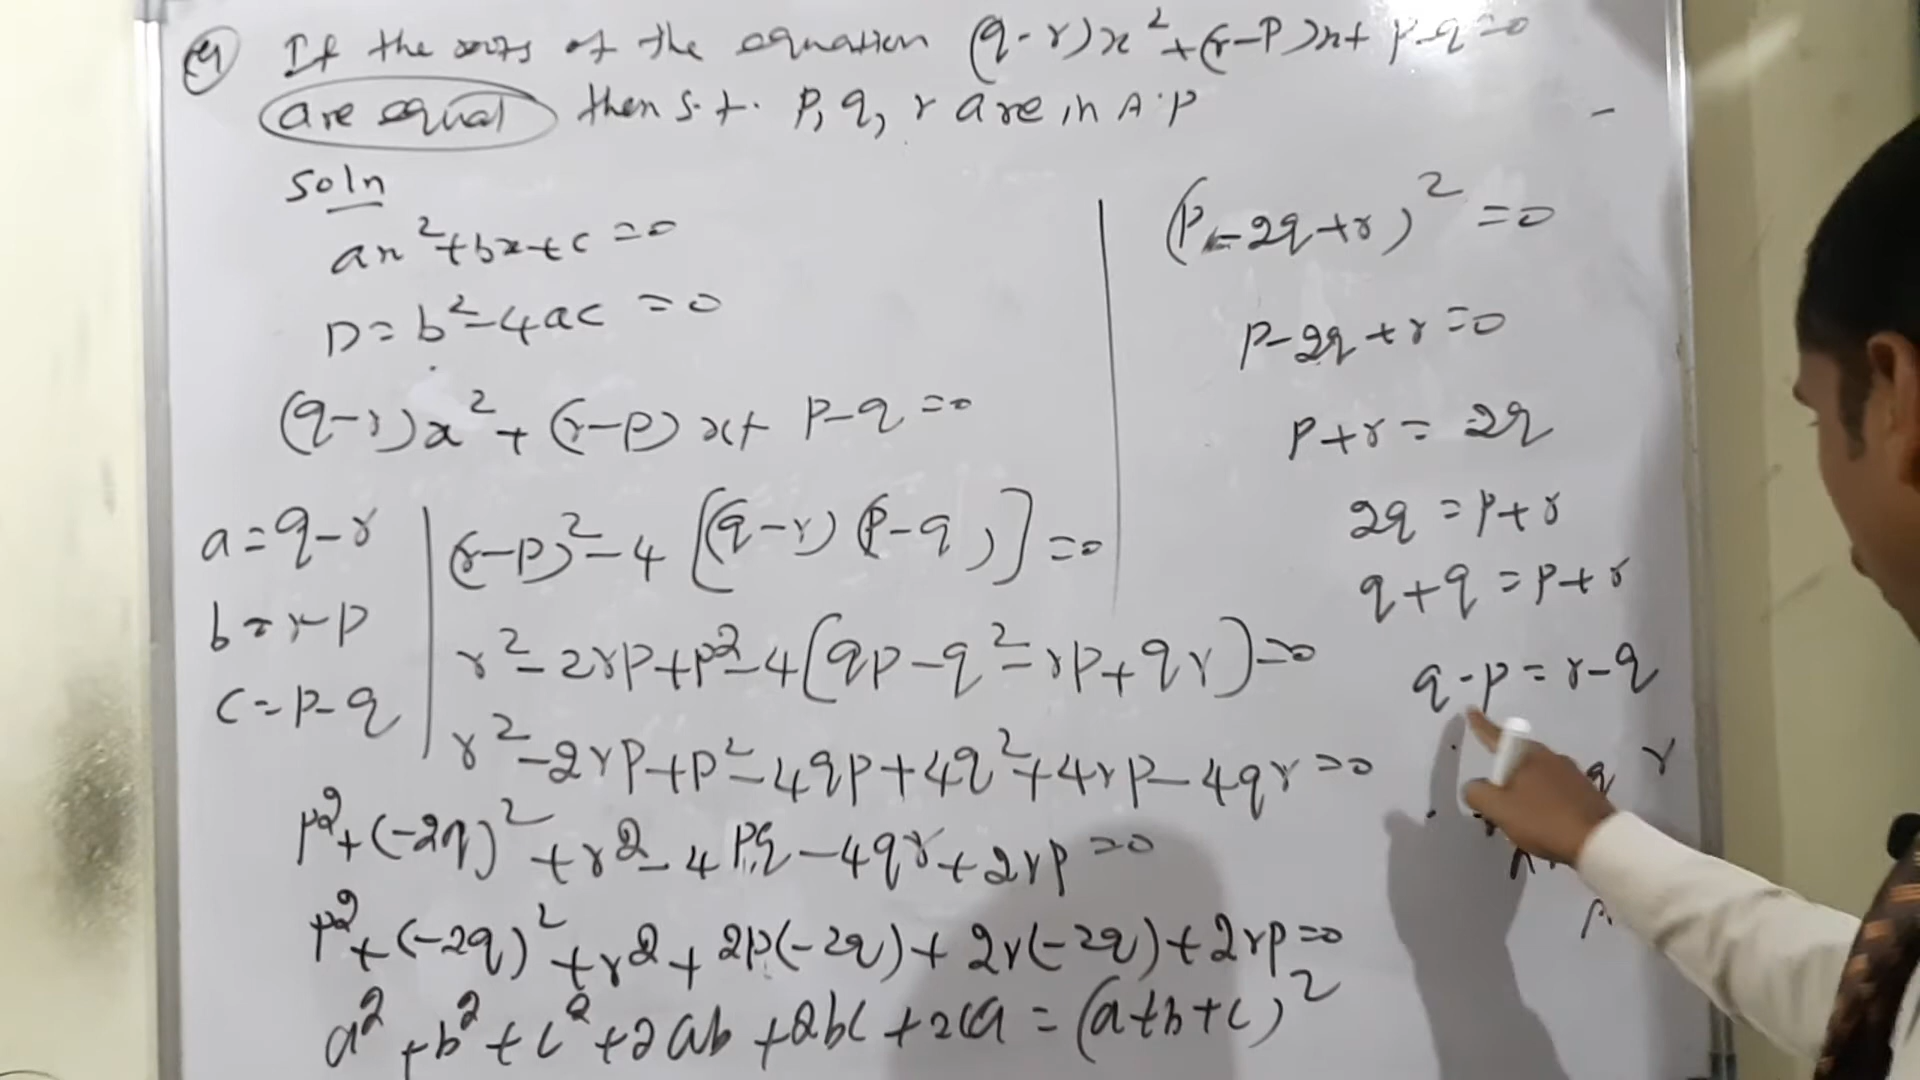 If the roots of the equation (q-r)x²+(r-p)x+p-q=0
are equal then s.t. p, q, r are in A.P
Soln
ax²+bx+c=0
D=b²-4ac=0
(q-r)x²+(r-p)x+p-q=0
a=q-r
b=r-p
c=p-q
(r-p)²-4[(q-r)(p-q)]=0
r²-2rp+p²-4(qp-q²-rp+qr)=0
r²-2rp+p²-4qp+4q²+4rp-4qr=0
p²+(-2q)²+r²-4pq-4qr+2rp=0
p²+(-2q)²+r²+2p(-2q)+2r(-2q)+2rp=0
a²+b²+c²+2ab+2bc+2ca=(a+b+c)²
(p-2q+r)²=0
p-2q+r=0
p+r=2q
2q=p+r
q+q=p+r
q-p=r-q
q r